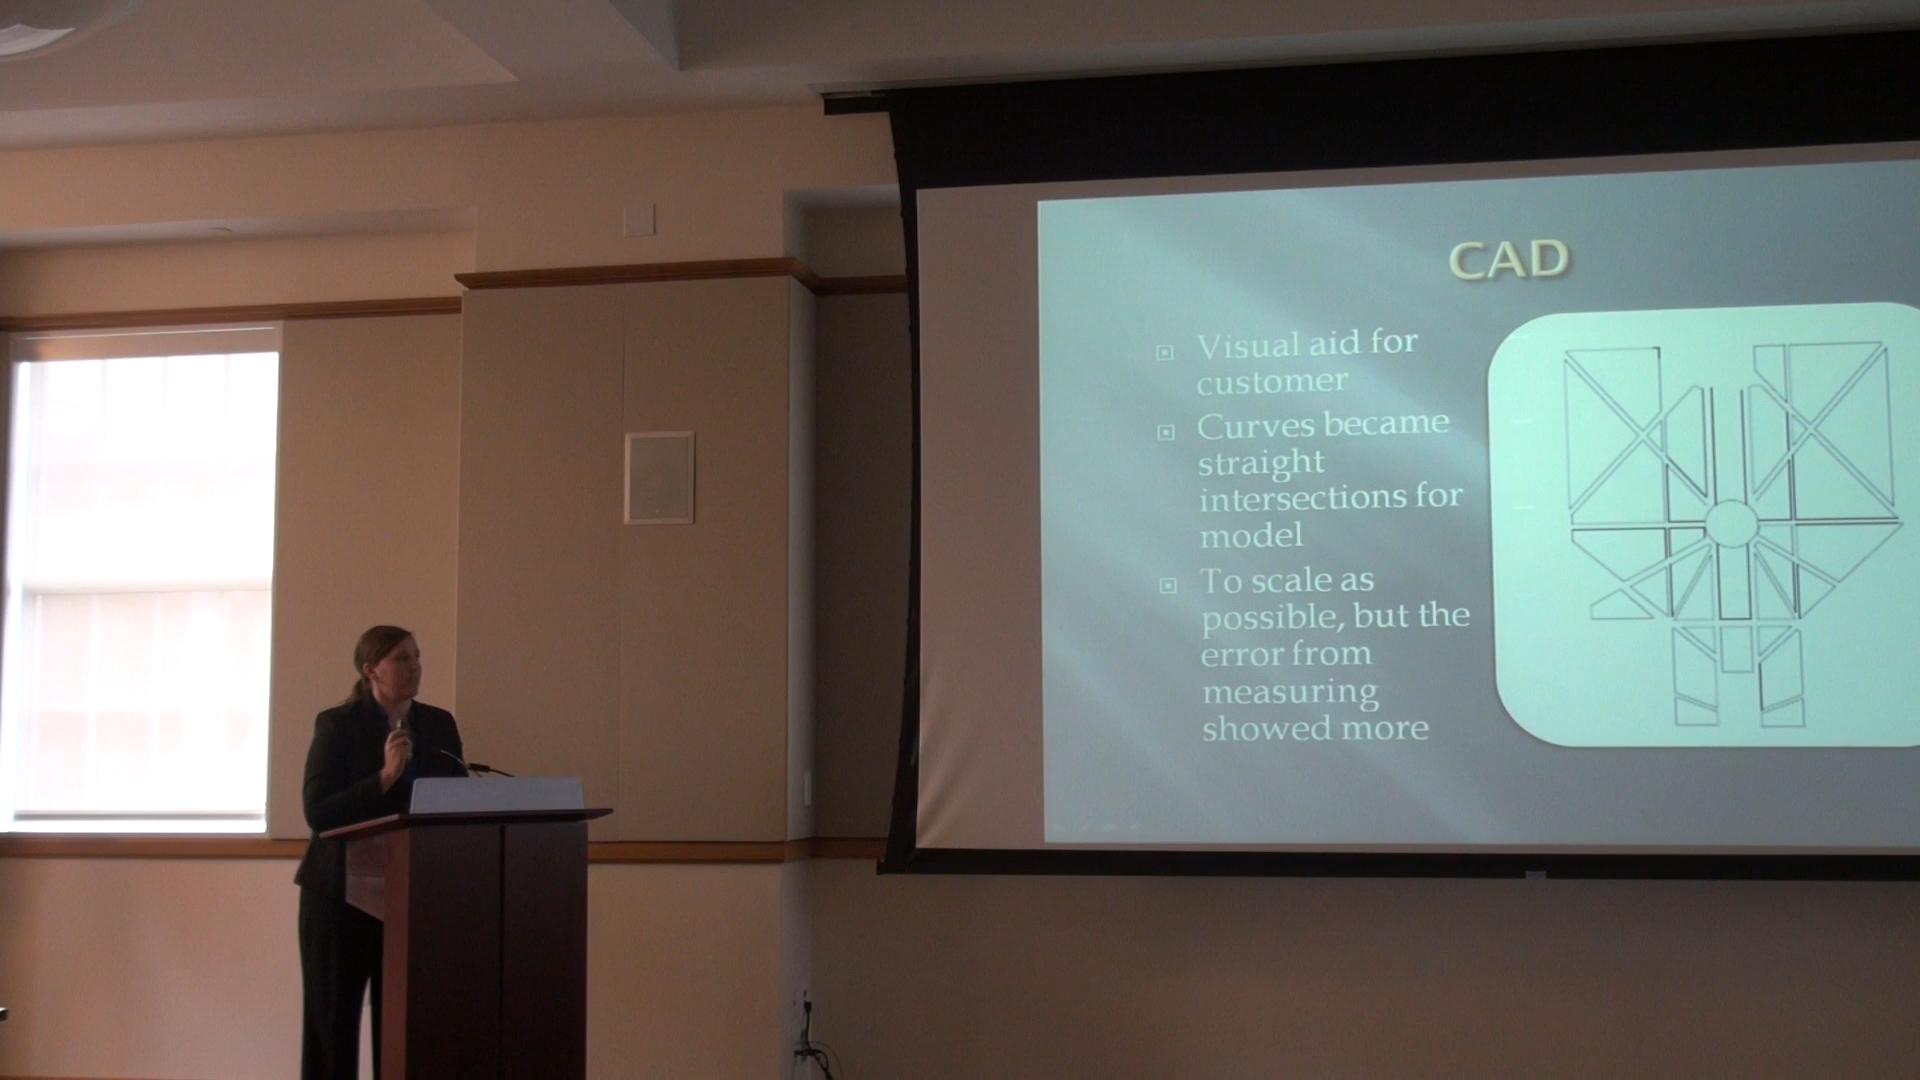 CAD
Visual aid for
customer
Curves became
straight
intersections for
model
To scale as
possible, but the
error from
measuring
showed more